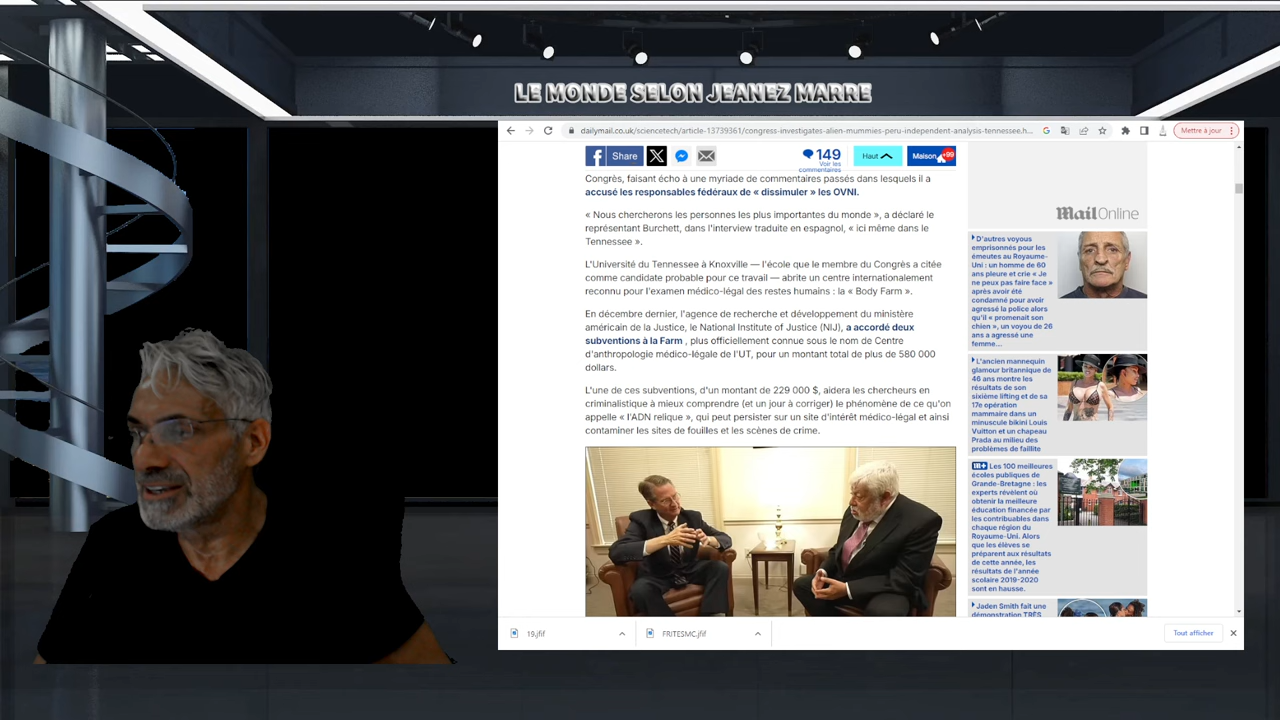 LE MONDE SELON JEANEZ MARRE
dailymail.co.uk/sciencetech/article-13739361/congress-investigates-alien-mummies-peru-independent-analysis-tennessee.h...
Mettre à jour
Share
149
Voir les
commentaires
Haut
Maison
+99
Congrès, faisant écho à une myriade de commentaires passés dans lesquels il a
accusé les responsables fédéraux de « dissimuler » les OVNI.
« Nous chercherons les personnes les plus importantes du monde », a déclaré le
représentant Burchett, dans l'interview traduite en espagnol, « ici même dans le
Tennessee ».
L'Université du Tennessee à Knoxville — l'école que le membre du Congrès a citée
comme candidate probable pour ce travail — abrite un centre internationalement
reconnu pour l'examen médico-légal des restes humains : la « Body Farm ».
En décembre dernier, l'agence de recherche et développement du ministère
américain de la Justice, le National Institute of Justice (NIJ), a accordé deux
subventions à la Farm , plus officiellement connue sous le nom de Centre
d'anthropologie médico-légale de l'UT, pour un montant total de plus de 580 000
dollars.
L'une de ces subventions, d'un montant de 229 000 $, aidera les chercheurs en
criminalistique à mieux comprendre (et un jour à corriger) le phénomène de ce qu'on
appelle « l'ADN relique », qui peut persister sur un site d'intérêt médico-légal et ainsi
contaminer les sites de fouilles et les scènes de crime.
MailOnline
D'autres voyous
emprisonnés pour les
émeutes au Royaume-
Uni : un homme de 60
ans pleure et crie « Je
ne peux pas faire face »
après avoir été
condamné pour avoir
agressé la police alors
qu'il « promenait son
chien », un voyou de 26
ans a agressé une
femme...
L'ancien mannequin
glamour britannique de
46 ans montre les
résultats de son
sixième lifting et de sa
17e opération
mammaire dans un
minuscule bikini Louis
Vuitton et un chapeau
Prada au milieu des
problèmes de faillite
Les 100 meilleures
écoles publiques de
Grande-Bretagne : les
experts révèlent où
obtenir la meilleure
éducation financée par
les contribuables dans
chaque région du
Royaume-Uni. Alors
que les élèves se
préparent aux résultats
de cette année, les
résultats de l'année
scolaire 2019-2020
sont en hausse.
Jaden Smith fait une
démonstration TRÈS
19.jfif
FRITESMC.jfif
Tout afficher